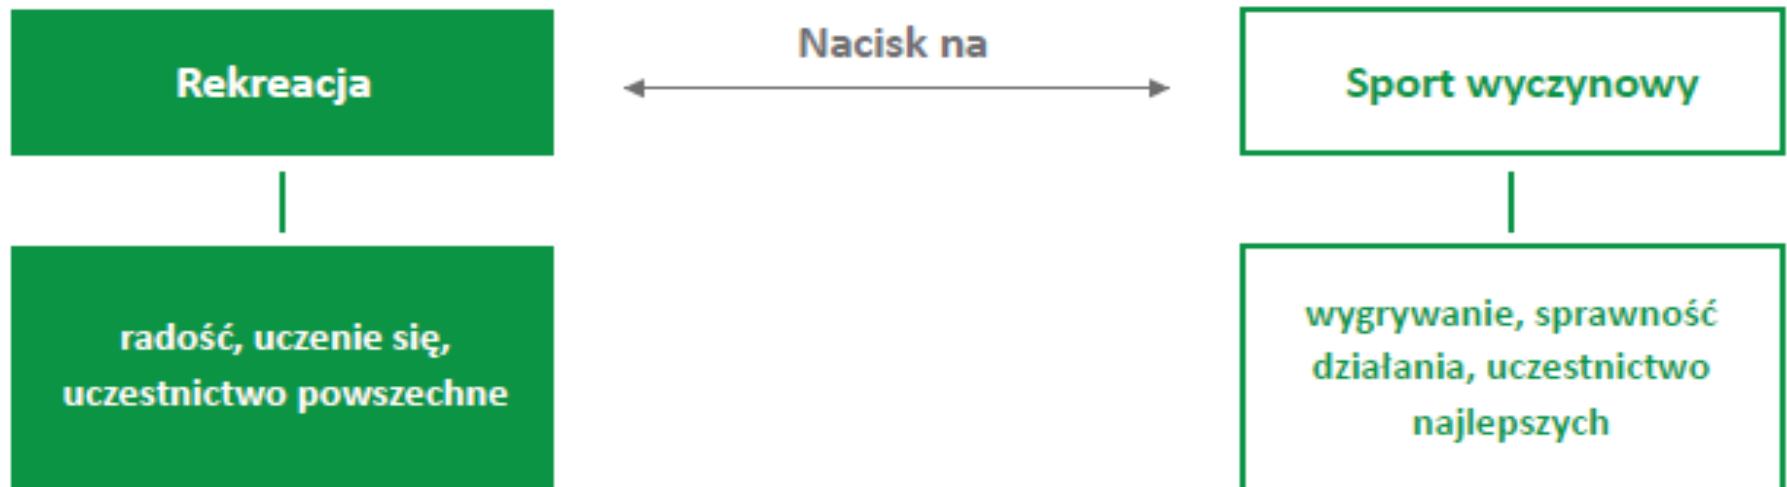 Rekreacja
Nacisk na
Sport wyczynowy
radość, uczenie się,
uczestnictwo powszechne
wygrywanie, sprawność
działania, uczestnictwo
najlepszych